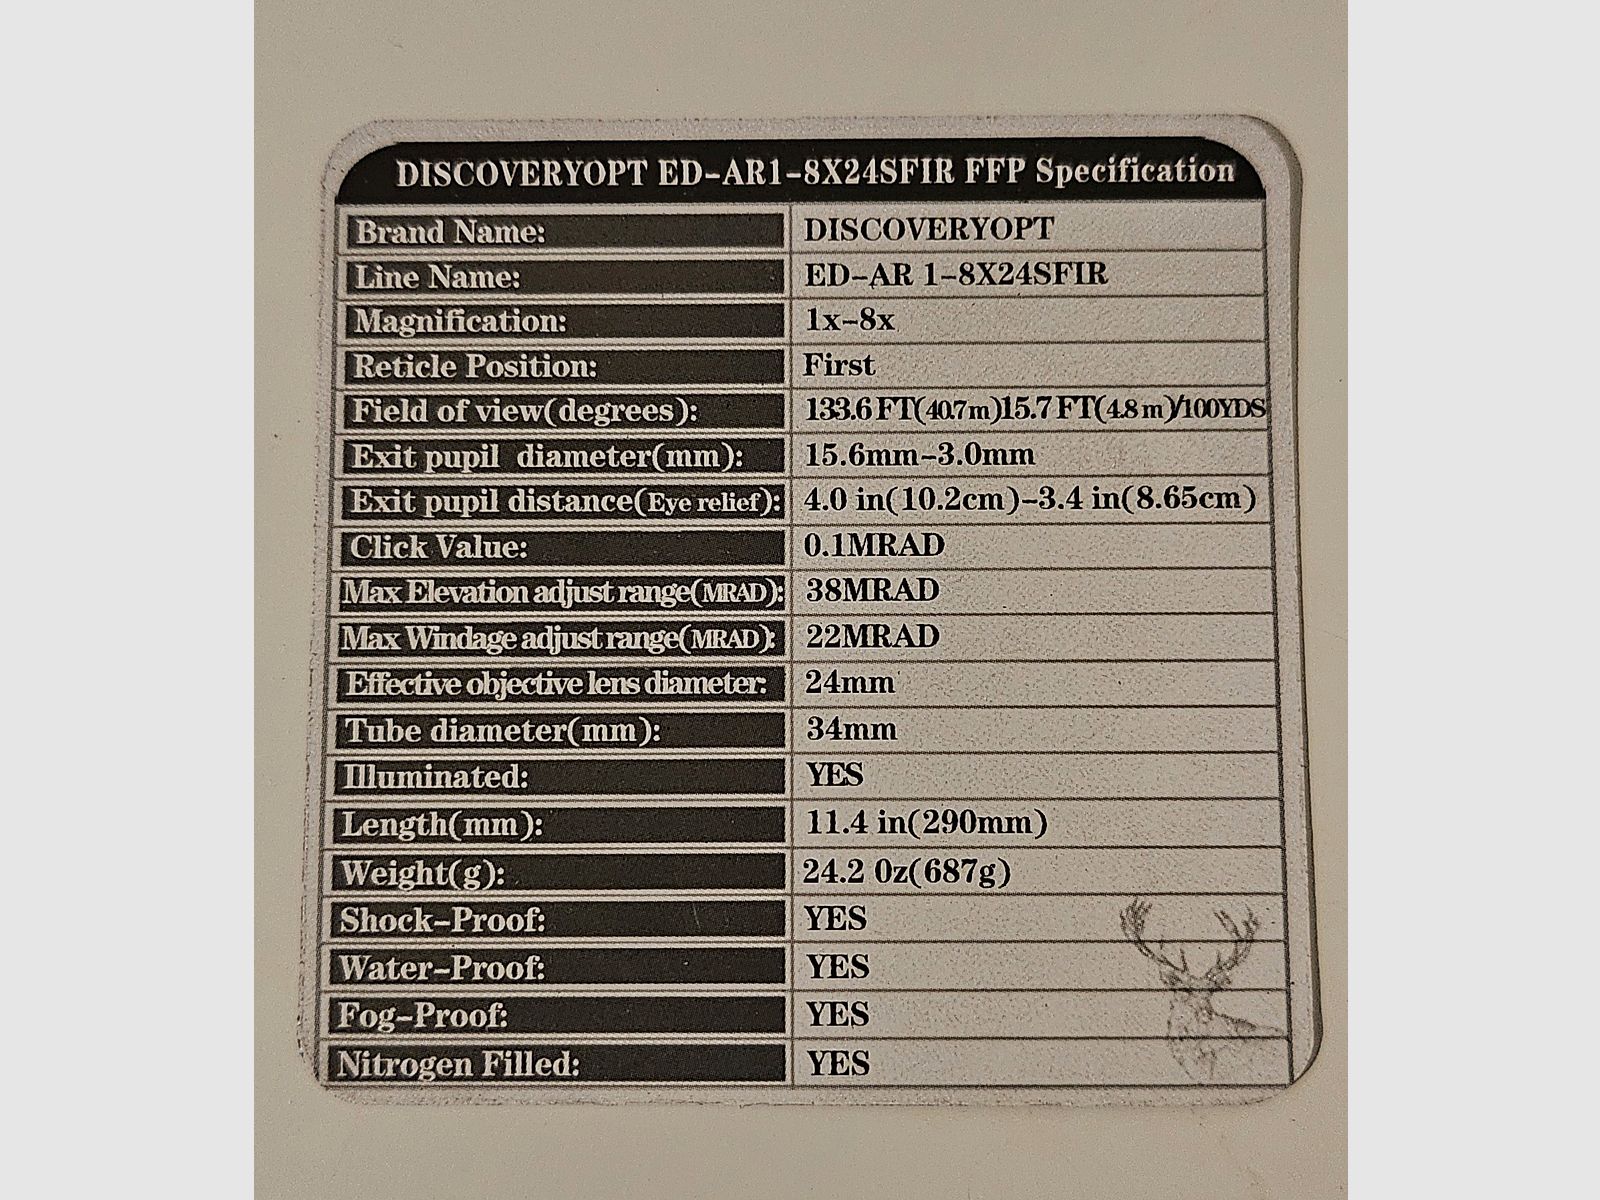 DISCOVERYOPT ED-AR1-8X24SFIR FFP Specification
Brand Name: DISCOVERYOPT
Line Name: ED-AR 1-8X24SFIR
Magnification: 1x-8x
Reticle Position: First
Field of view(degrees): 133.6 FT(40.7m)15.7 FT(4.8 m)/100YDS
Exit pupil diameter(mm): 15.6mm-3.0mm
Exit pupil distance(Eye relief): 4.0 in(10.2cm)-3.4 in(8.65cm)
Click Value: 0.1MRAD
Max Elevation adjust range(MRAD): 38MRAD
Max Windage adjust range(MRAD): 22MRAD
Effective objective lens diameter: 24mm
Tube diameter(mm): 34mm
Illuminated: YES
Length(mm): 11.4 in(290mm)
Weight(g): 24.2 Oz(687g)
Shock-Proof: YES
Water-Proof: YES
Fog-Proof: YES
Nitrogen Filled: YES